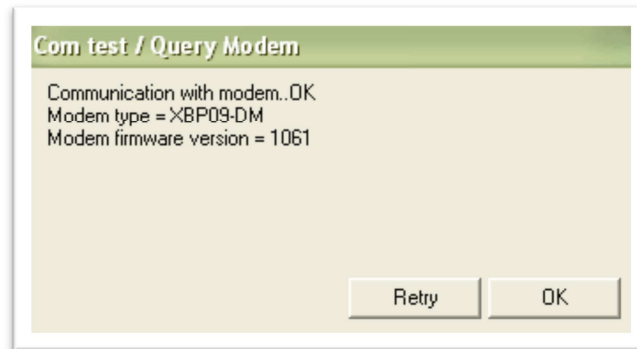 Com test / Query Modem
Communication with modem..OK
Modem type = XBP09-DM
Modem firmware version = 1061
Retry
OK